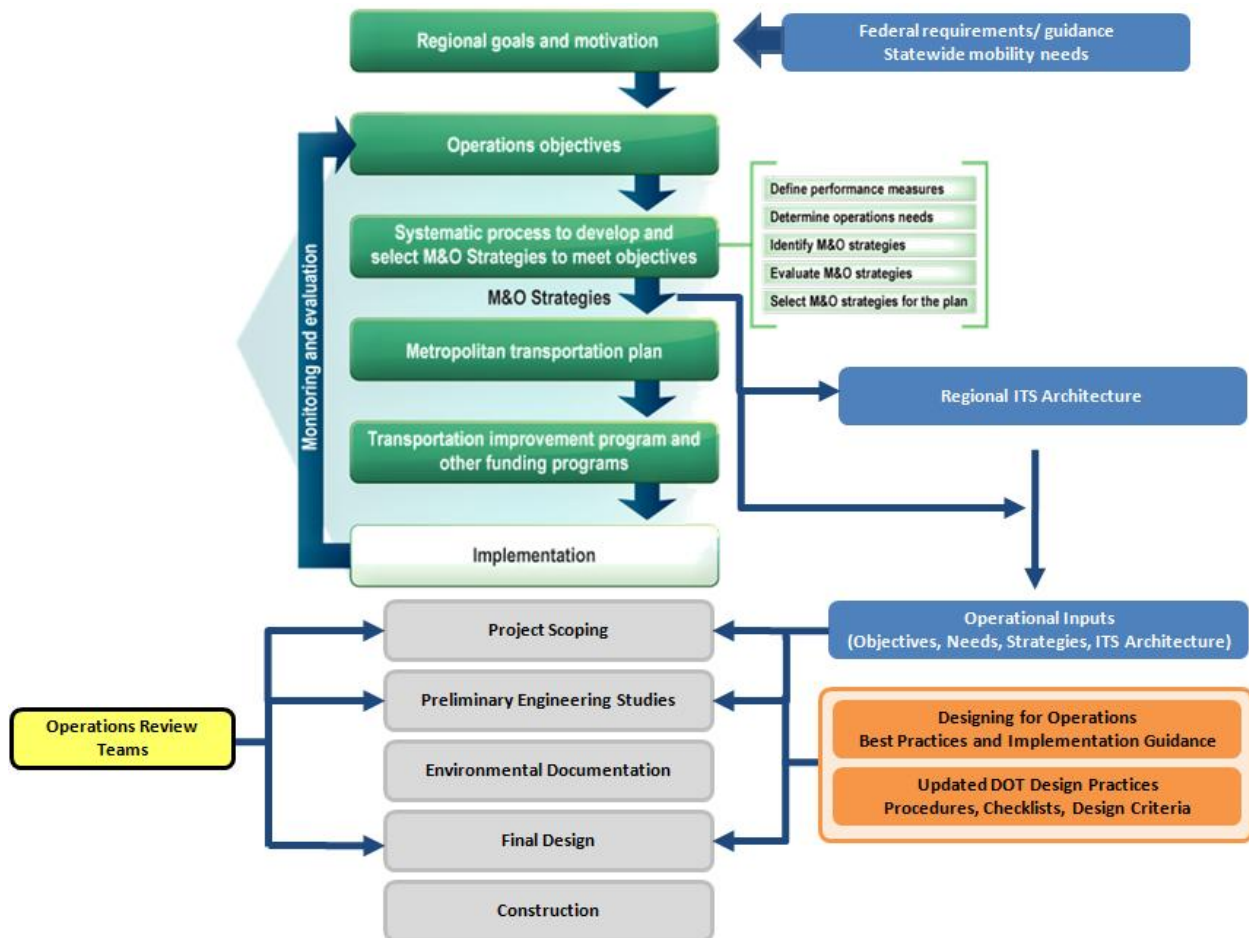 Regional goals and motivation
Federal requirements/ guidance
Statewide mobility needs
Operations objectives
Define performance measures
Determine operations needs
Identify M&O strategies
Evaluate M&O strategies
Select M&O strategies for the plan
Systematic process to develop and
select M&O Strategies to meet objectives
M&O Strategies
Monitoring and evaluation
Metropolitan transportation plan
Regional ITS Architecture
Transportation improvement program and
other funding programs
Implementation
Project Scoping
Operational Inputs
(Objectives, Needs, Strategies, ITS Architecture)
Preliminary Engineering Studies
Operations Review
Teams
Designing for Operations
Best Practices and Implementation Guidance
Environmental Documentation
Updated DOT Design Practices
Procedures, Checklists, Design Criteria
Final Design
Construction